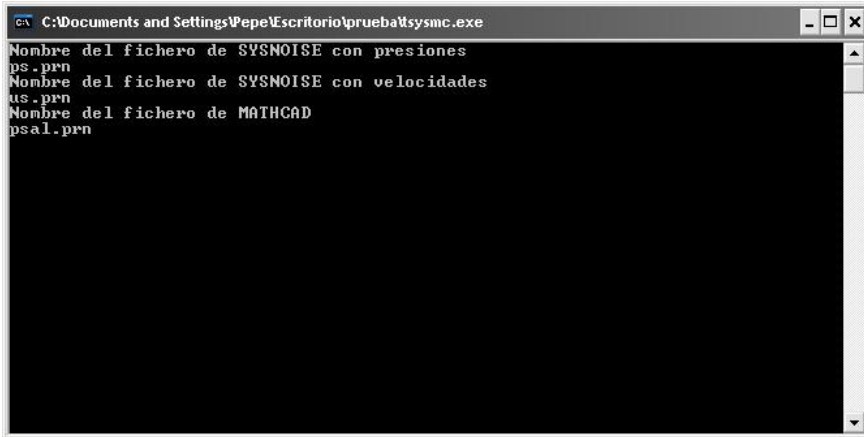 C:\Documents and Settings\Pepe\Escritorio\prueba\tsysmc.exe
Nombre del fichero de SYSNOISE con presiones
ps.prn
Nombre del fichero de SYSNOISE con velocidades
us.prn
Nombre del fichero de MATHCAD
psal.prn